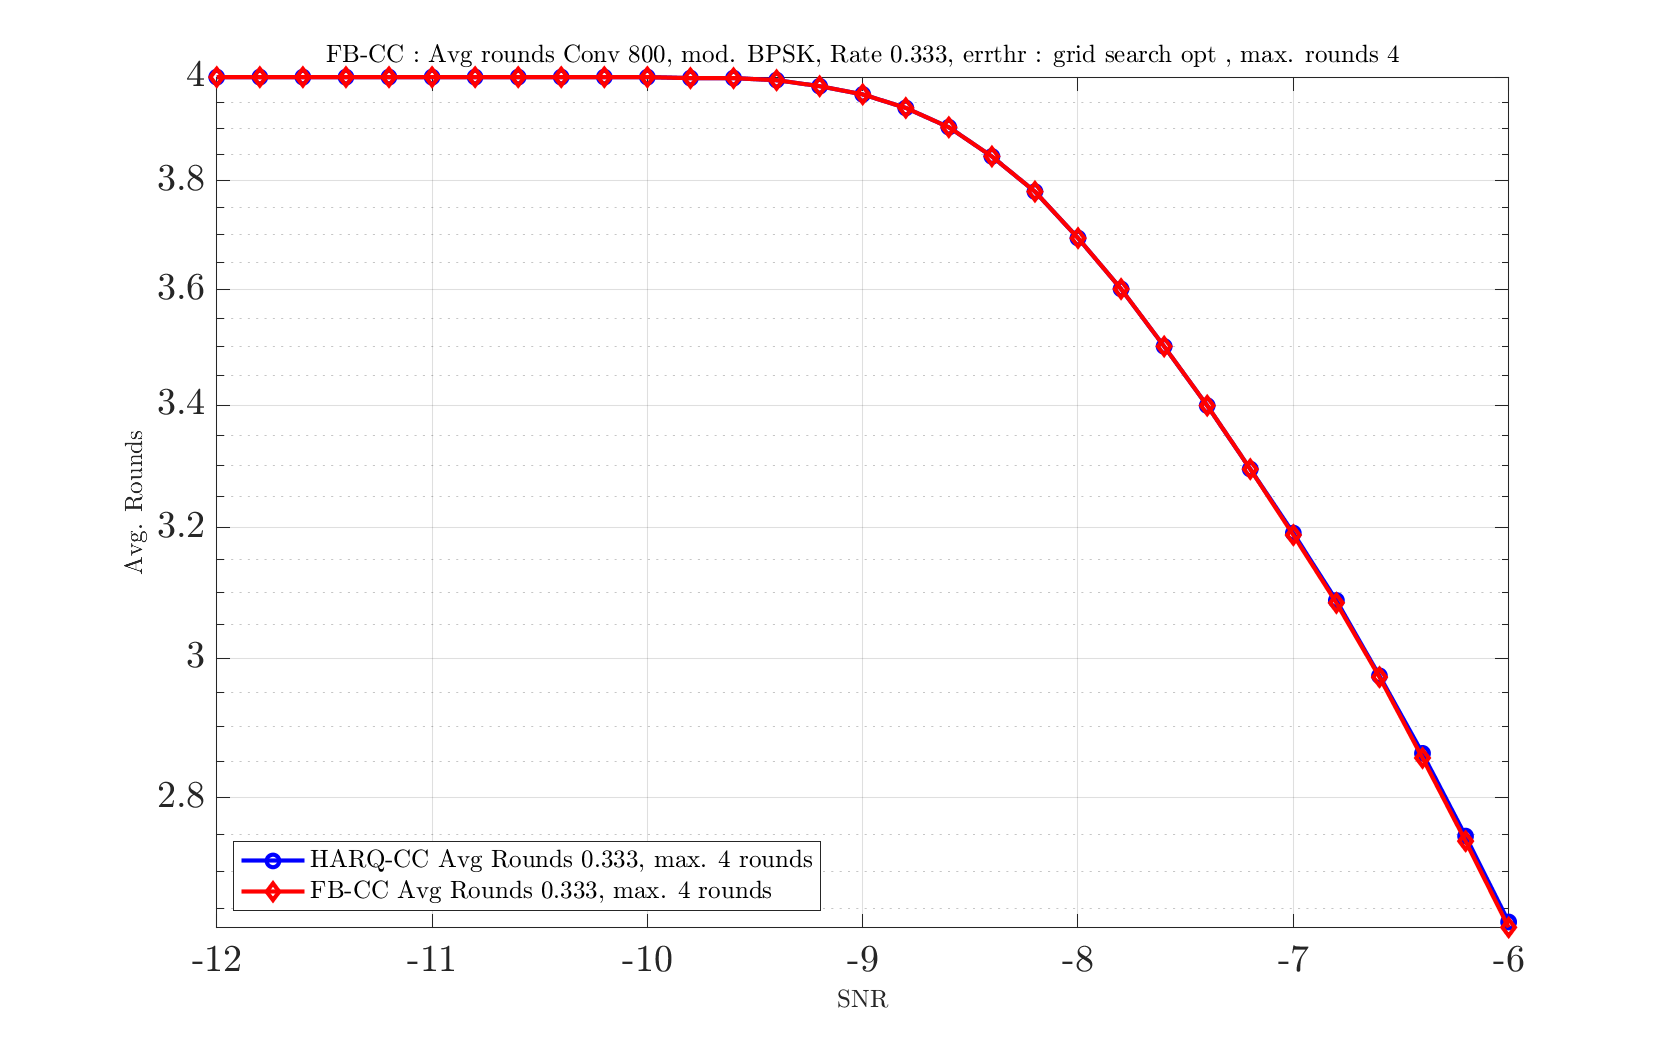 FB-CC : Avg rounds Conv 800, mod. BPSK, Rate 0.333, errthr : grid search opt , max. rounds 4
4
3.8
3.6
3.4
3.2
3
2.8
Avg. Rounds
HARQ-CC Avg Rounds 0.333, max. 4 rounds
FB-CC Avg Rounds 0.333, max. 4 rounds
-12 -11 -10 -9 -8 -7 -6
SNR